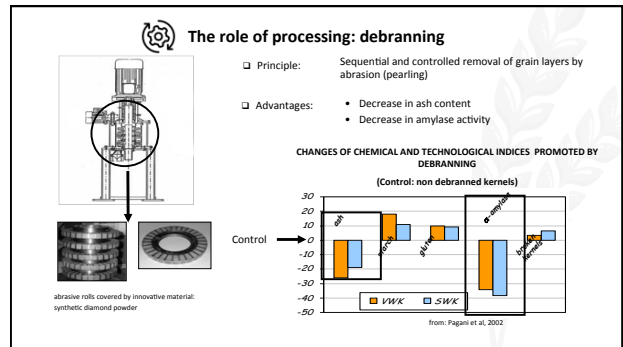 The role of processing: debranning
❑ Principle:
Sequential and controlled removal of grain layers by
abrasion (pearling)
❑ Advantages:
• Decrease in ash content
• Decrease in amylase activity
CHANGES OF CHEMICAL AND TECHNOLOGICAL INDICES PROMOTED BY
DEBRANNING
(Control: non debranned kernels)
30
20
10
0
-10
-20
-30
-40
-50
Control
ash
starch
gluten
α-amylase
broken
kernels
VWK
SWK
from: Pagani et al, 2002
abrasive rolls covered by innovative material:
synthetic diamond powder